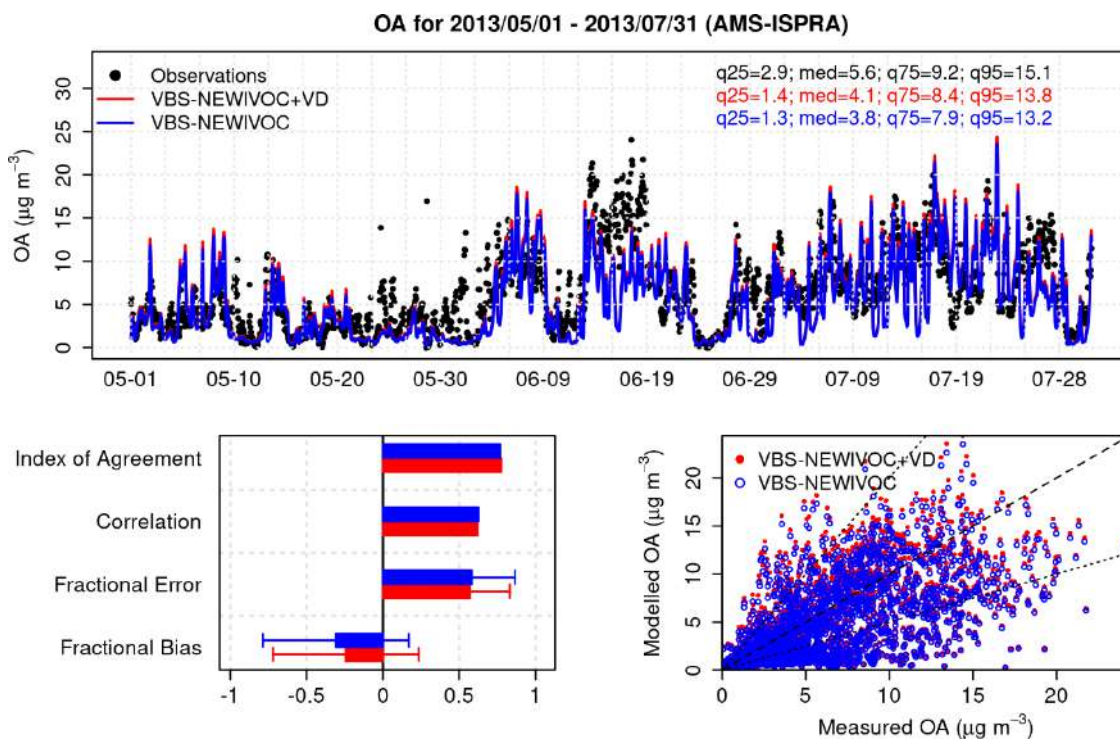 OA for 2013/05/01 - 2013/07/31 (AMS-ISPRA)
Observations
VBS-NEWIVOC+VD
VBS-NEWIVOC
q25=2.9; med=5.6; q75=9.2; q95=15.1
q25=1.4; med=4.1; q75=8.4; q95=13.8
q25=1.3; med=3.8; q75=7.9; q95=13.2
OA (µg m⁻³)
30
25
20
15
10
5
0
05-01 05-10 05-20 05-30 06-09 06-19 06-29 07-09 07-19 07-28
Index of Agreement
Correlation
Fractional Error
Fractional Bias
-1 -0.5 0 0.5 1
VBS-NEWIVOC+VD
VBS-NEWIVOC
Modelled OA (µg m⁻³)
20
15
10
5
0
0 5 10 15 20
Measured OA (µg m⁻³)